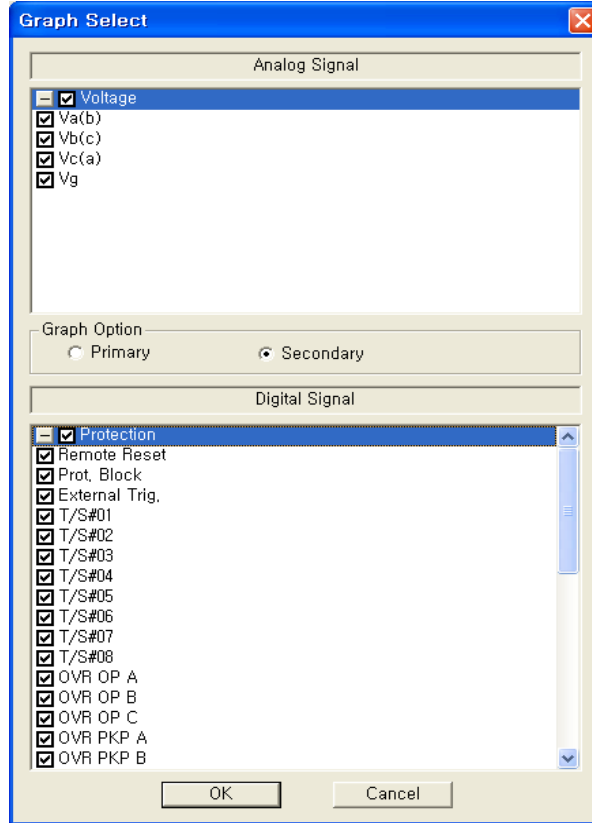 Graph Select
Analog Signal
Voltage
Va(b)
Vb(c)
Vc(a)
Vg
Graph Option
Primary Secondary
Digital Signal
Protection
Remote Reset
Prot. Block
External Trig.
T/S#01
T/S#02
T/S#03
T/S#04
T/S#05
T/S#06
T/S#07
T/S#08
OVR OP A
OVR OP B
OVR OP C
OVR PKP A
OVR PKP B
OK Cancel